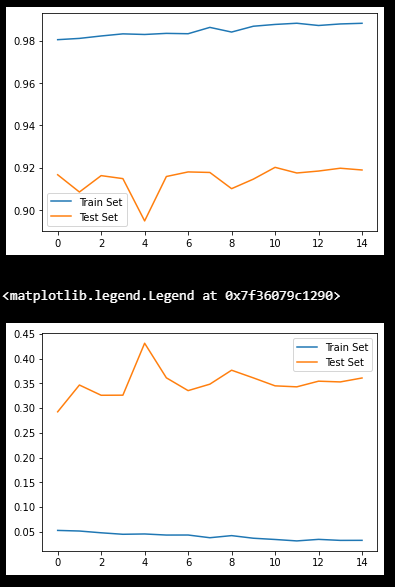 0.98
0.96
0.94
0.92
0.90
Train Set
Test Set
0 2 4 6 8 10 12 14
<matplotlib.legend.Legend at 0x7f36079c1290>
0.45
0.40
0.35
0.30
0.25
0.20
0.15
0.10
0.05
Train Set
Test Set
0 2 4 6 8 10 12 14